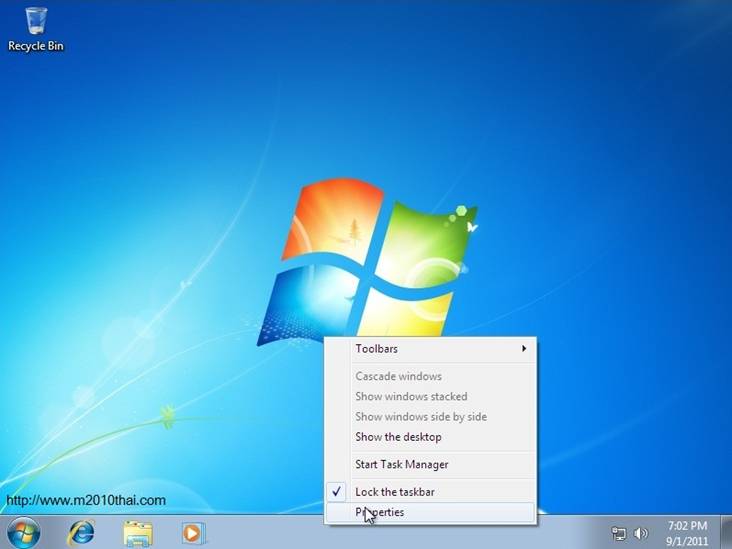 Recycle Bin
Toolbars
Cascade windows
Show windows stacked
Show windows side by side
Show the desktop
Start Task Manager
Lock the taskbar
Properties
http://www.m2010thai.com
7:02 PM
9/1/2011